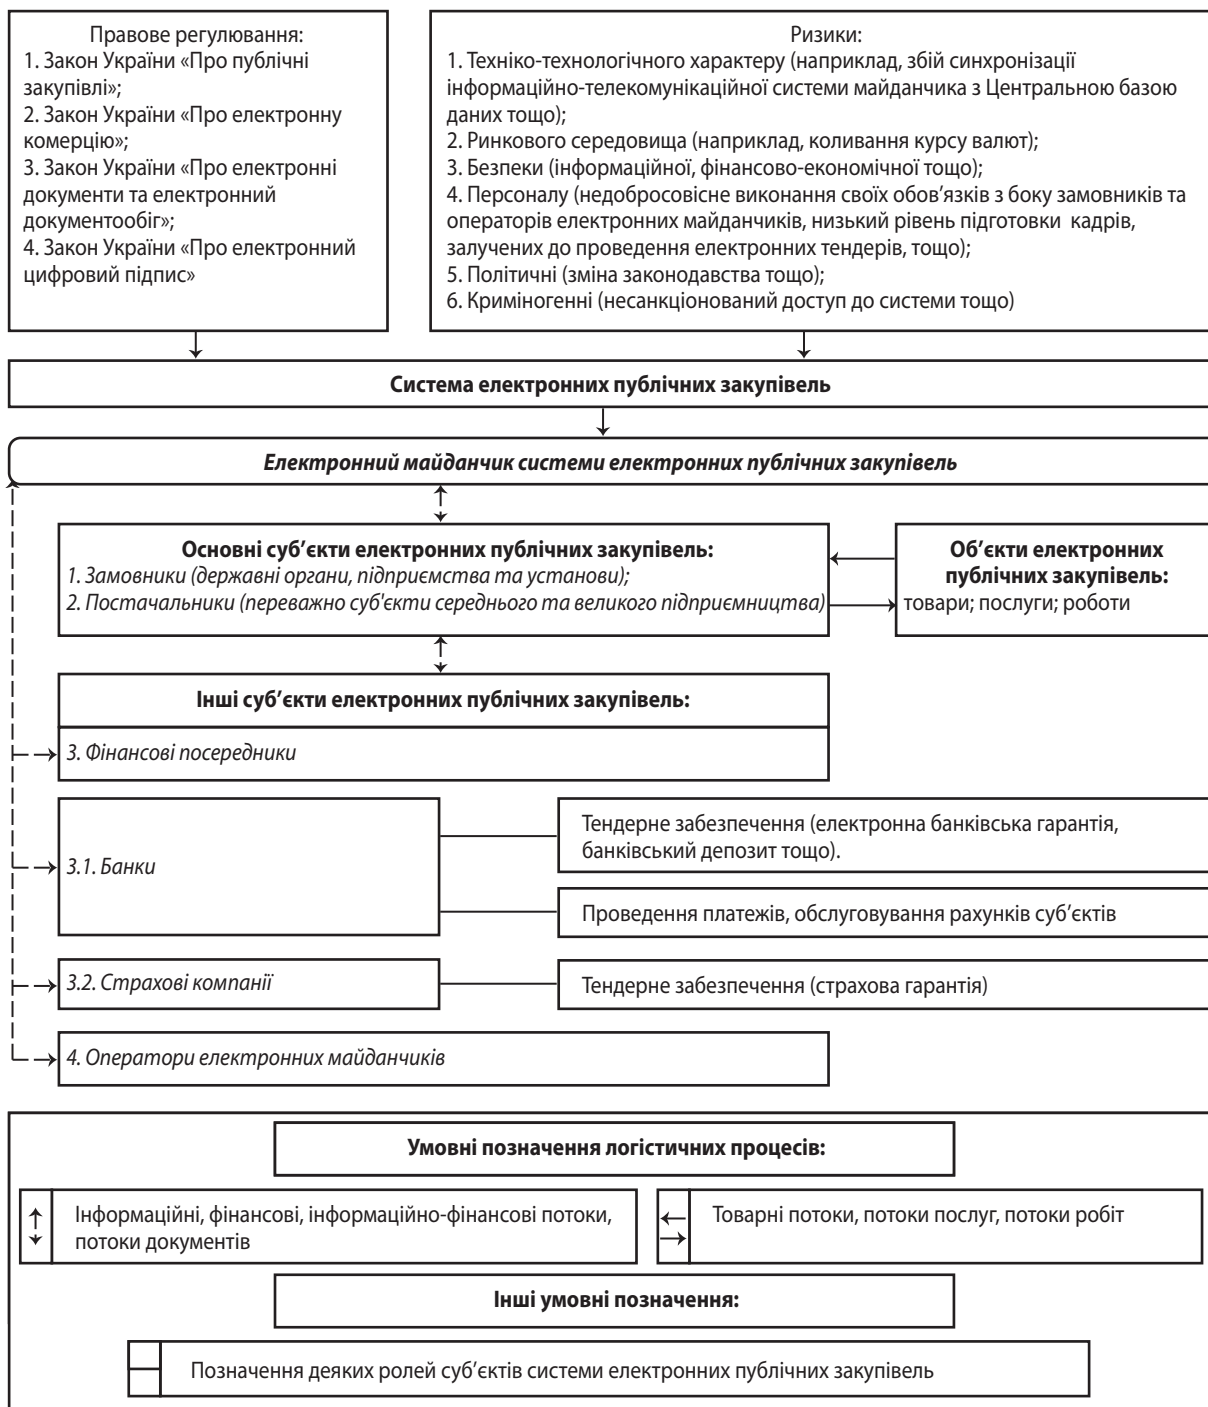 Правове регулювання:
1. Закон України «Про публічні
закупівлі»;
2. Закон України «Про електронну
комерцію»;
3. Закон України «Про електронні
документи та електронний
документообіг»;
4. Закон України «Про електронний
цифровий підпис»
Ризики:
1. Техніко-технологічного характеру (наприклад, збій синхронізації
інформаційно-телекомунікаційної системи майданчика з Центральною базою
даних тощо);
2. Ринкового середовища (наприклад, коливання курсу валют);
3. Безпеки (інформаційної, фінансово-економічної тощо);
4. Персоналу (недобросовісне виконання своїх обов’язків з боку замовників та
операторів електронних майданчиків, низький рівень підготовки кадрів,
залучених до проведення електронних тендерів, тощо);
5. Політичні (зміна законодавства тощо);
6. Криміногенні (несанкціонований доступ до системи тощо)
Система електронних публічних закупівель
Електронний майданчик системи електронних публічних закупівель
Основні суб’єкти електронних публічних закупівель:
1. Замовники (державні органи, підприємства та установи);
2. Постачальники (переважно суб'єкти середнього та великого підприємництва)
Об’єкти електронних
публічних закупівель:
товари; послуги; роботи
Інші суб’єкти електронних публічних закупівель:
3. Фінансові посередники
3.1. Банки
Тендерне забезпечення (електронна банківська гарантія,
банківський депозит тощо).
Проведення платежів, обслуговування рахунків суб’єктів
3.2. Страхові компанії
Тендерне забезпечення (страхова гарантія)
4. Оператори електронних майданчиків
Умовні позначення логістичних процесів:
Інформаційні, фінансові, інформаційно-фінансові потоки,
потоки документів
Товарні потоки, потоки послуг, потоки робіт
Інші умовні позначення:
Позначення деяких ролей суб’єктів системи електронних публічних закупівель